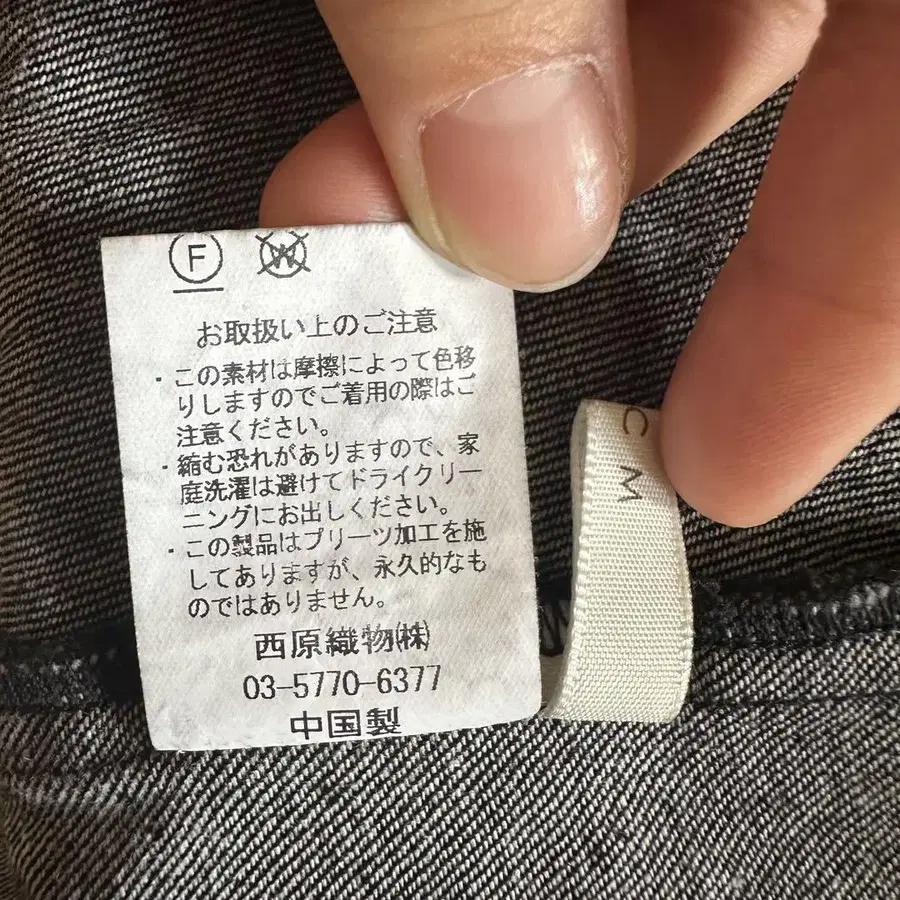 F W
お取扱い上のご注意
・この素材は摩擦によって色移
りしますのでご着用の際はご
注意ください。
・縮む恐れがありますので、家
庭洗濯は避けてドライクリー
ニングにお出しください。
・この製品はプリーツ加工を施
してありますが、永久的なも
のではありません。
西原織物㈱
03-5770-6377
中国製
C
M